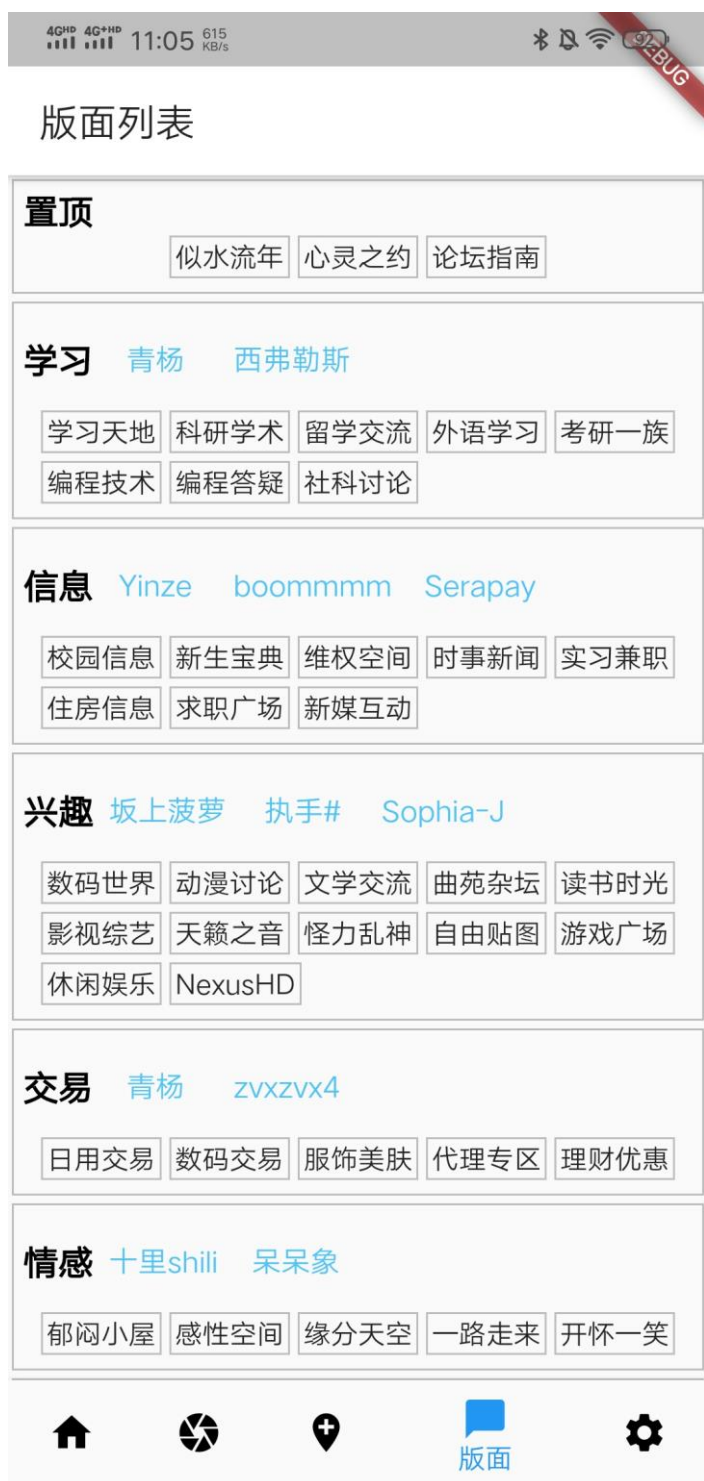 4GHD 4G+HD 11:05 615 KB/s 92
版面列表
置顶
似水流年 心灵之约 论坛指南
学习 青杨 西弗勒斯
学习天地 科研学术 留学交流 外语学习 考研一族
编程技术 编程答疑 社科讨论
信息 Yinze boommmm Serapay
校园信息 新生宝典 维权空间 时事新闻 实习兼职
住房信息 求职广场 新媒互动
兴趣 坂上菠萝 执手# Sophia-J
数码世界 动漫讨论 文学交流 曲苑杂坛 读书时光
影视综艺 天籁之音 怪力乱神 自由贴图 游戏广场
休闲娱乐 NexusHD
交易 青杨 zvxzvx4
日用交易 数码交易 服饰美肤 代理专区 理财优惠
情感 十里shili 呆呆象
郁闷小屋 感性空间 缘分天空 一路走来 开怀一笑
版面